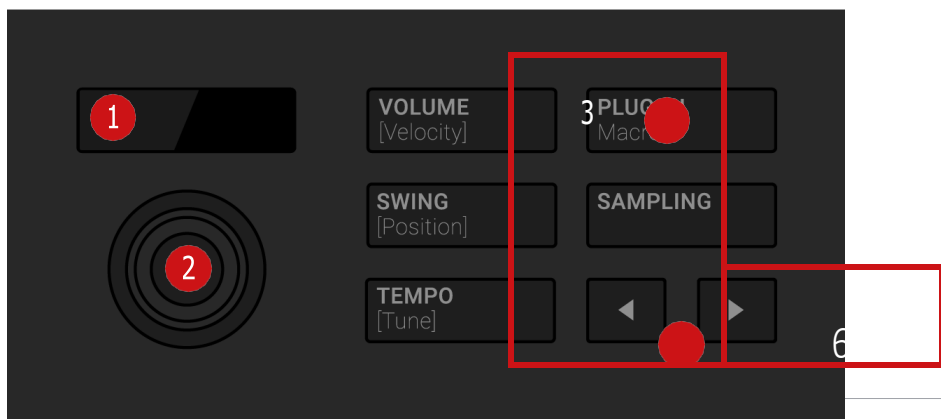 1
VOLUME
[Velocity]
3
SWING
[Position]
SAMPLING
2
TEMPO
[Tune]
6